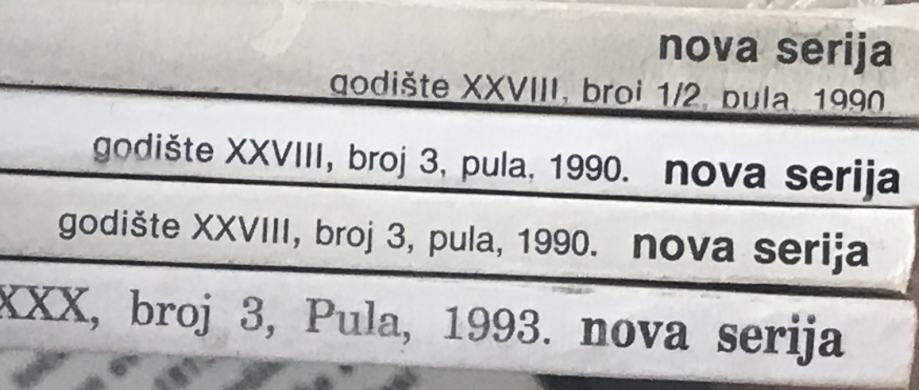 nova serija
godište XXVIII, broj 1/2, pula, 1990
godište XXVIII, broj 3, pula, 1990. nova serija
godište XXVIII, broj 3, pula, 1990. nova serija
XXX, broj 3, Pula, 1993. nova serija